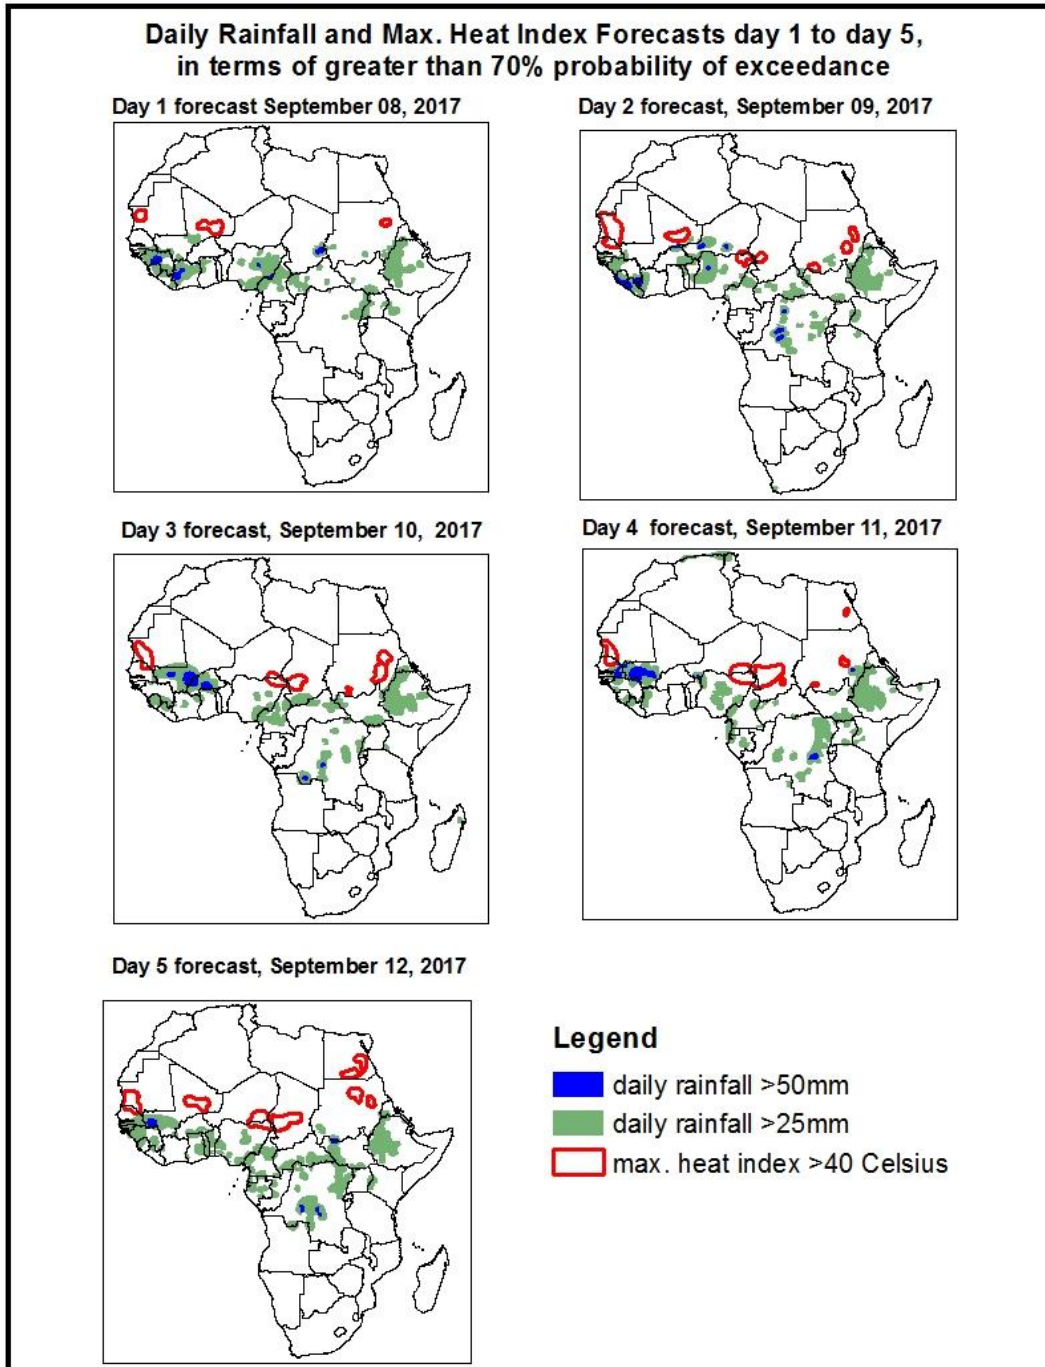 Daily Rainfall and Max. Heat Index Forecasts day 1 to day 5,
in terms of greater than 70% probability of exceedance
Day 1 forecast September 08, 2017
Day 2 forecast, September 09, 2017
Day 3 forecast, September 10, 2017
Day 4 forecast, September 11, 2017
Day 5 forecast, September 12, 2017
Legend
daily rainfall >50mm
daily rainfall >25mm
max. heat index >40 Celsius